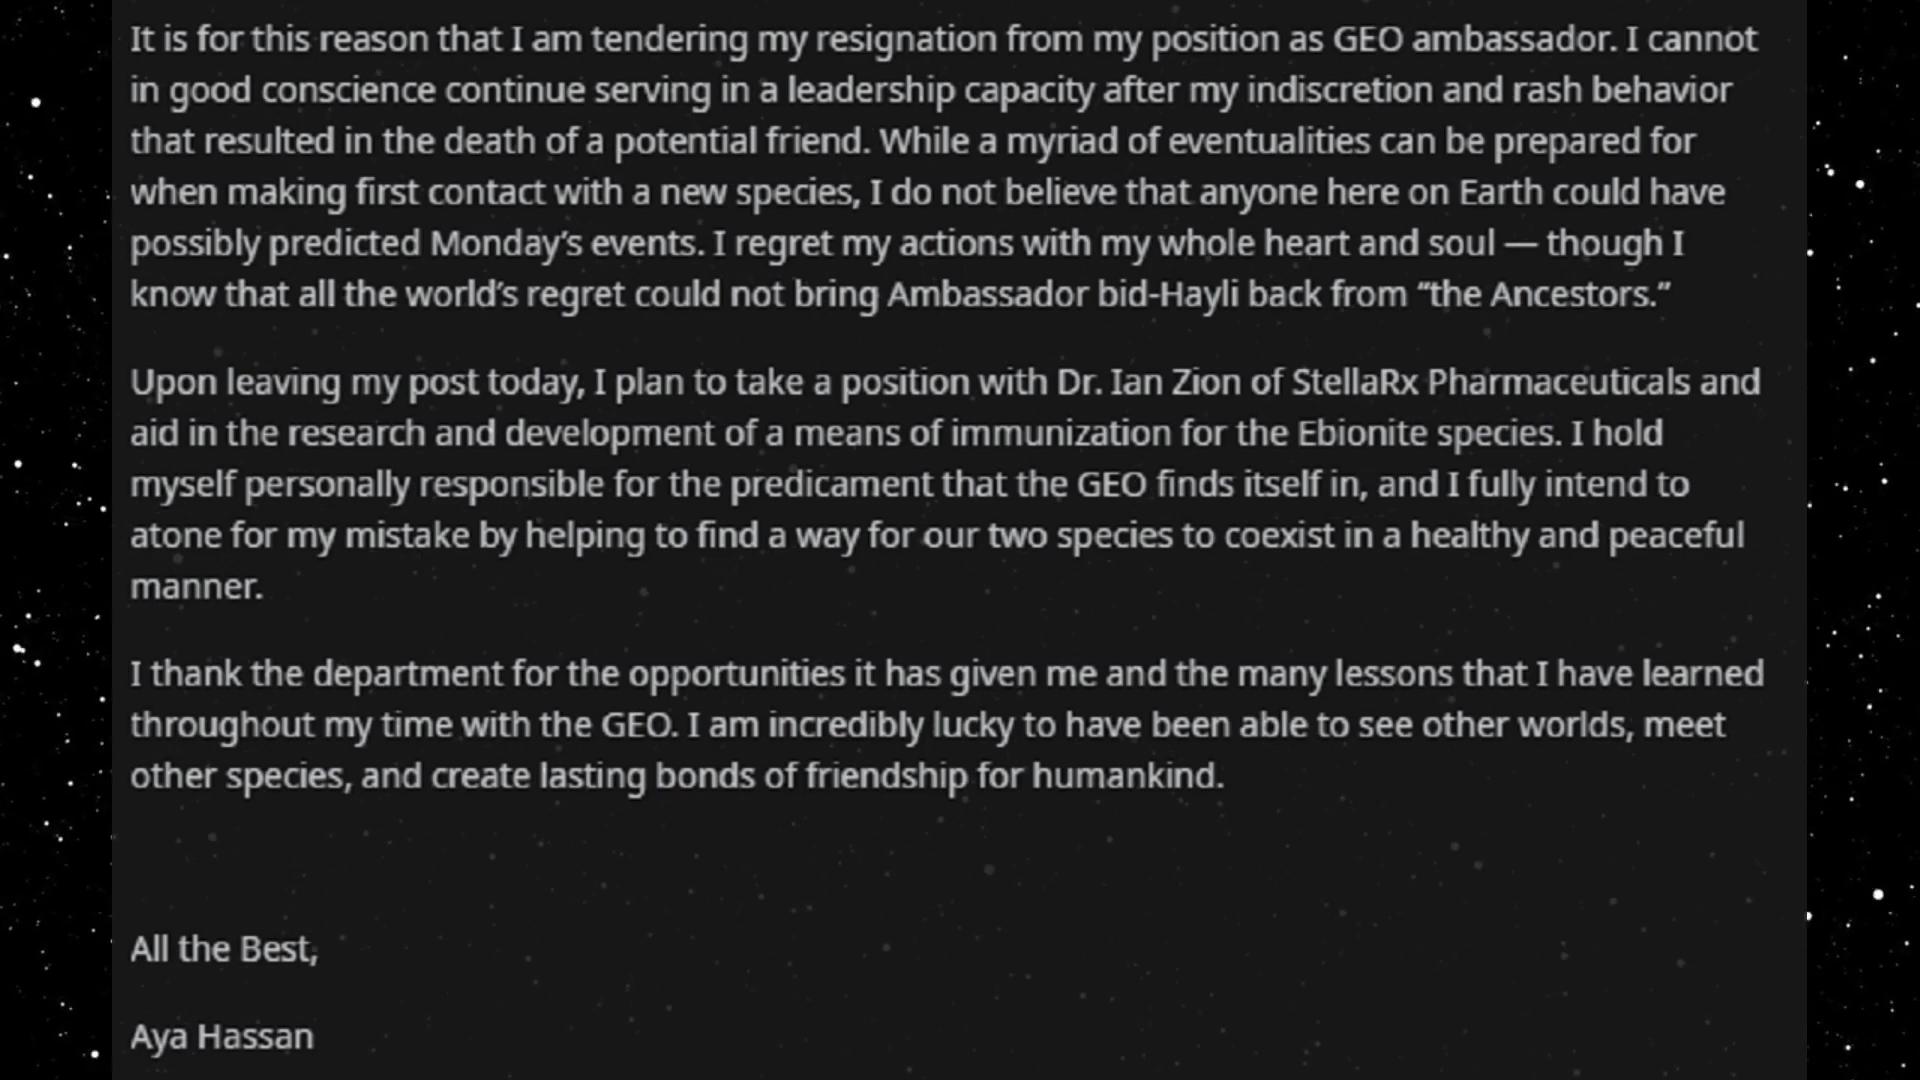 It is for this reason that I am tendering my resignation from my position as GEO ambassador. I cannot
in good conscience continue serving in a leadership capacity after my indiscretion and rash behavior
that resulted in the death of a potential friend. While a myriad of eventualities can be prepared for
when making first contact with a new species, I do not believe that anyone here on Earth could have
possibly predicted Monday’s events. I regret my actions with my whole heart and soul — though I
know that all the world’s regret could not bring Ambassador bid-Hayli back from “the Ancestors.”
Upon leaving my post today, I plan to take a position with Dr. Ian Zion of StellaRx Pharmaceuticals and
aid in the research and development of a means of immunization for the Ebionite species. I hold
myself personally responsible for the predicament that the GEO finds itself in, and I fully intend to
atone for my mistake by helping to find a way for our two species to coexist in a healthy and peaceful
manner.
I thank the department for the opportunities it has given me and the many lessons that I have learned
throughout my time with the GEO. I am incredibly lucky to have been able to see other worlds, meet
other species, and create lasting bonds of friendship for humankind.
All the Best,
Aya Hassan